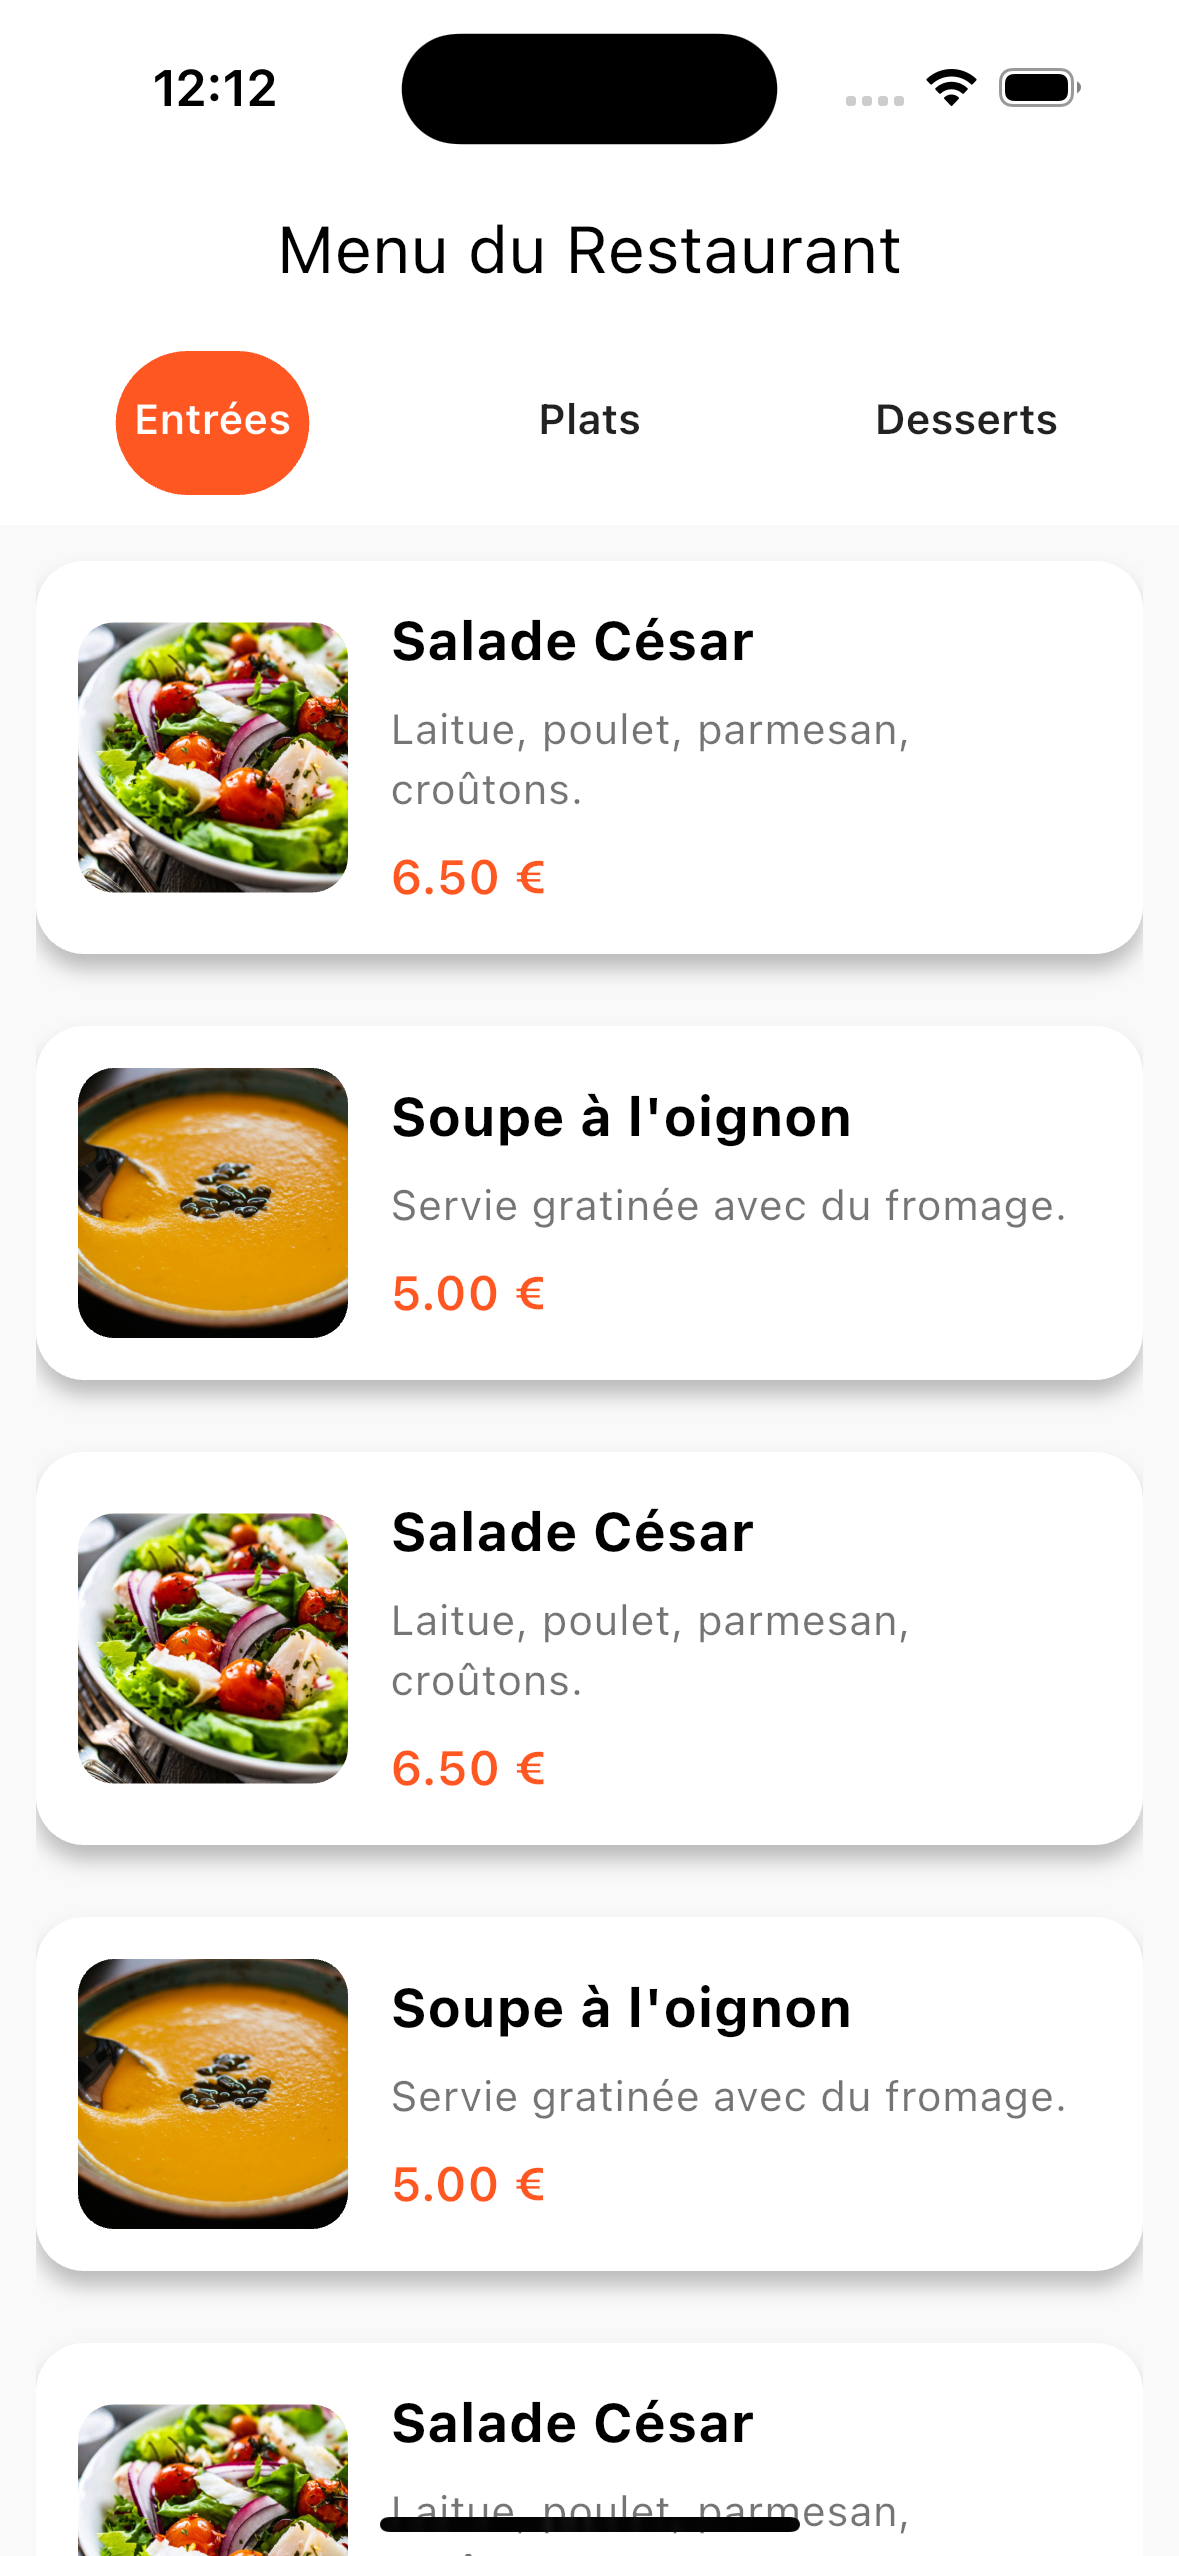 12:12
Menu du Restaurant
Entrées
Plats
Desserts
Salade César
Laitue, poulet, parmesan,
croûtons.
6.50 €
Soupe à l'oignon
Servie gratinée avec du fromage.
5.00 €
Salade César
Laitue, poulet, parmesan,
croûtons.
6.50 €
Soupe à l'oignon
Servie gratinée avec du fromage.
5.00 €
Salade César
Laitue, poulet, parmesan,